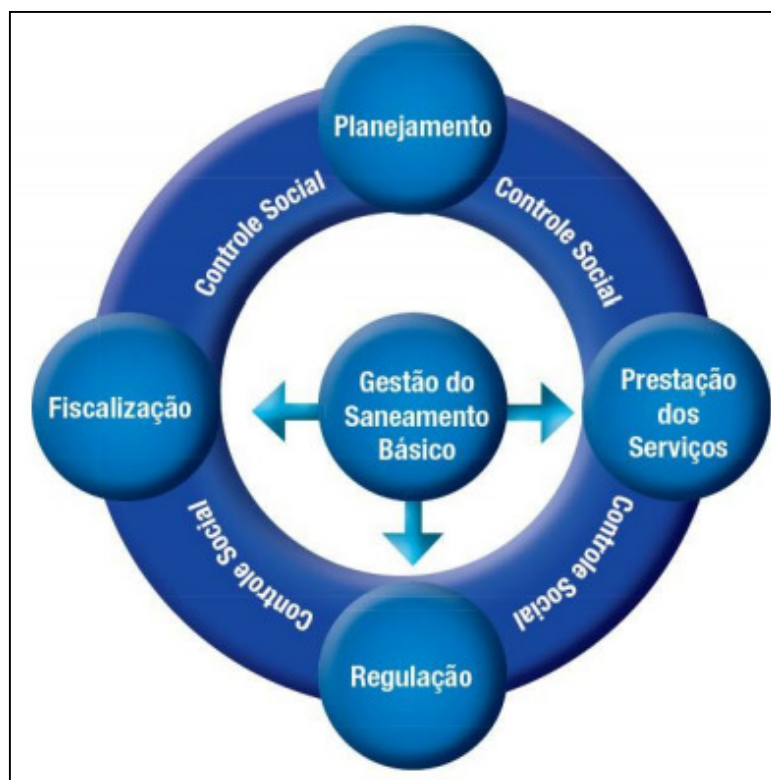 Planejamento
Controle Social
Controle Social
Fiscalização
Gestão do
Saneamento
Básico
Prestação
dos
Serviços
Controle Social
Controle Social
Regulação